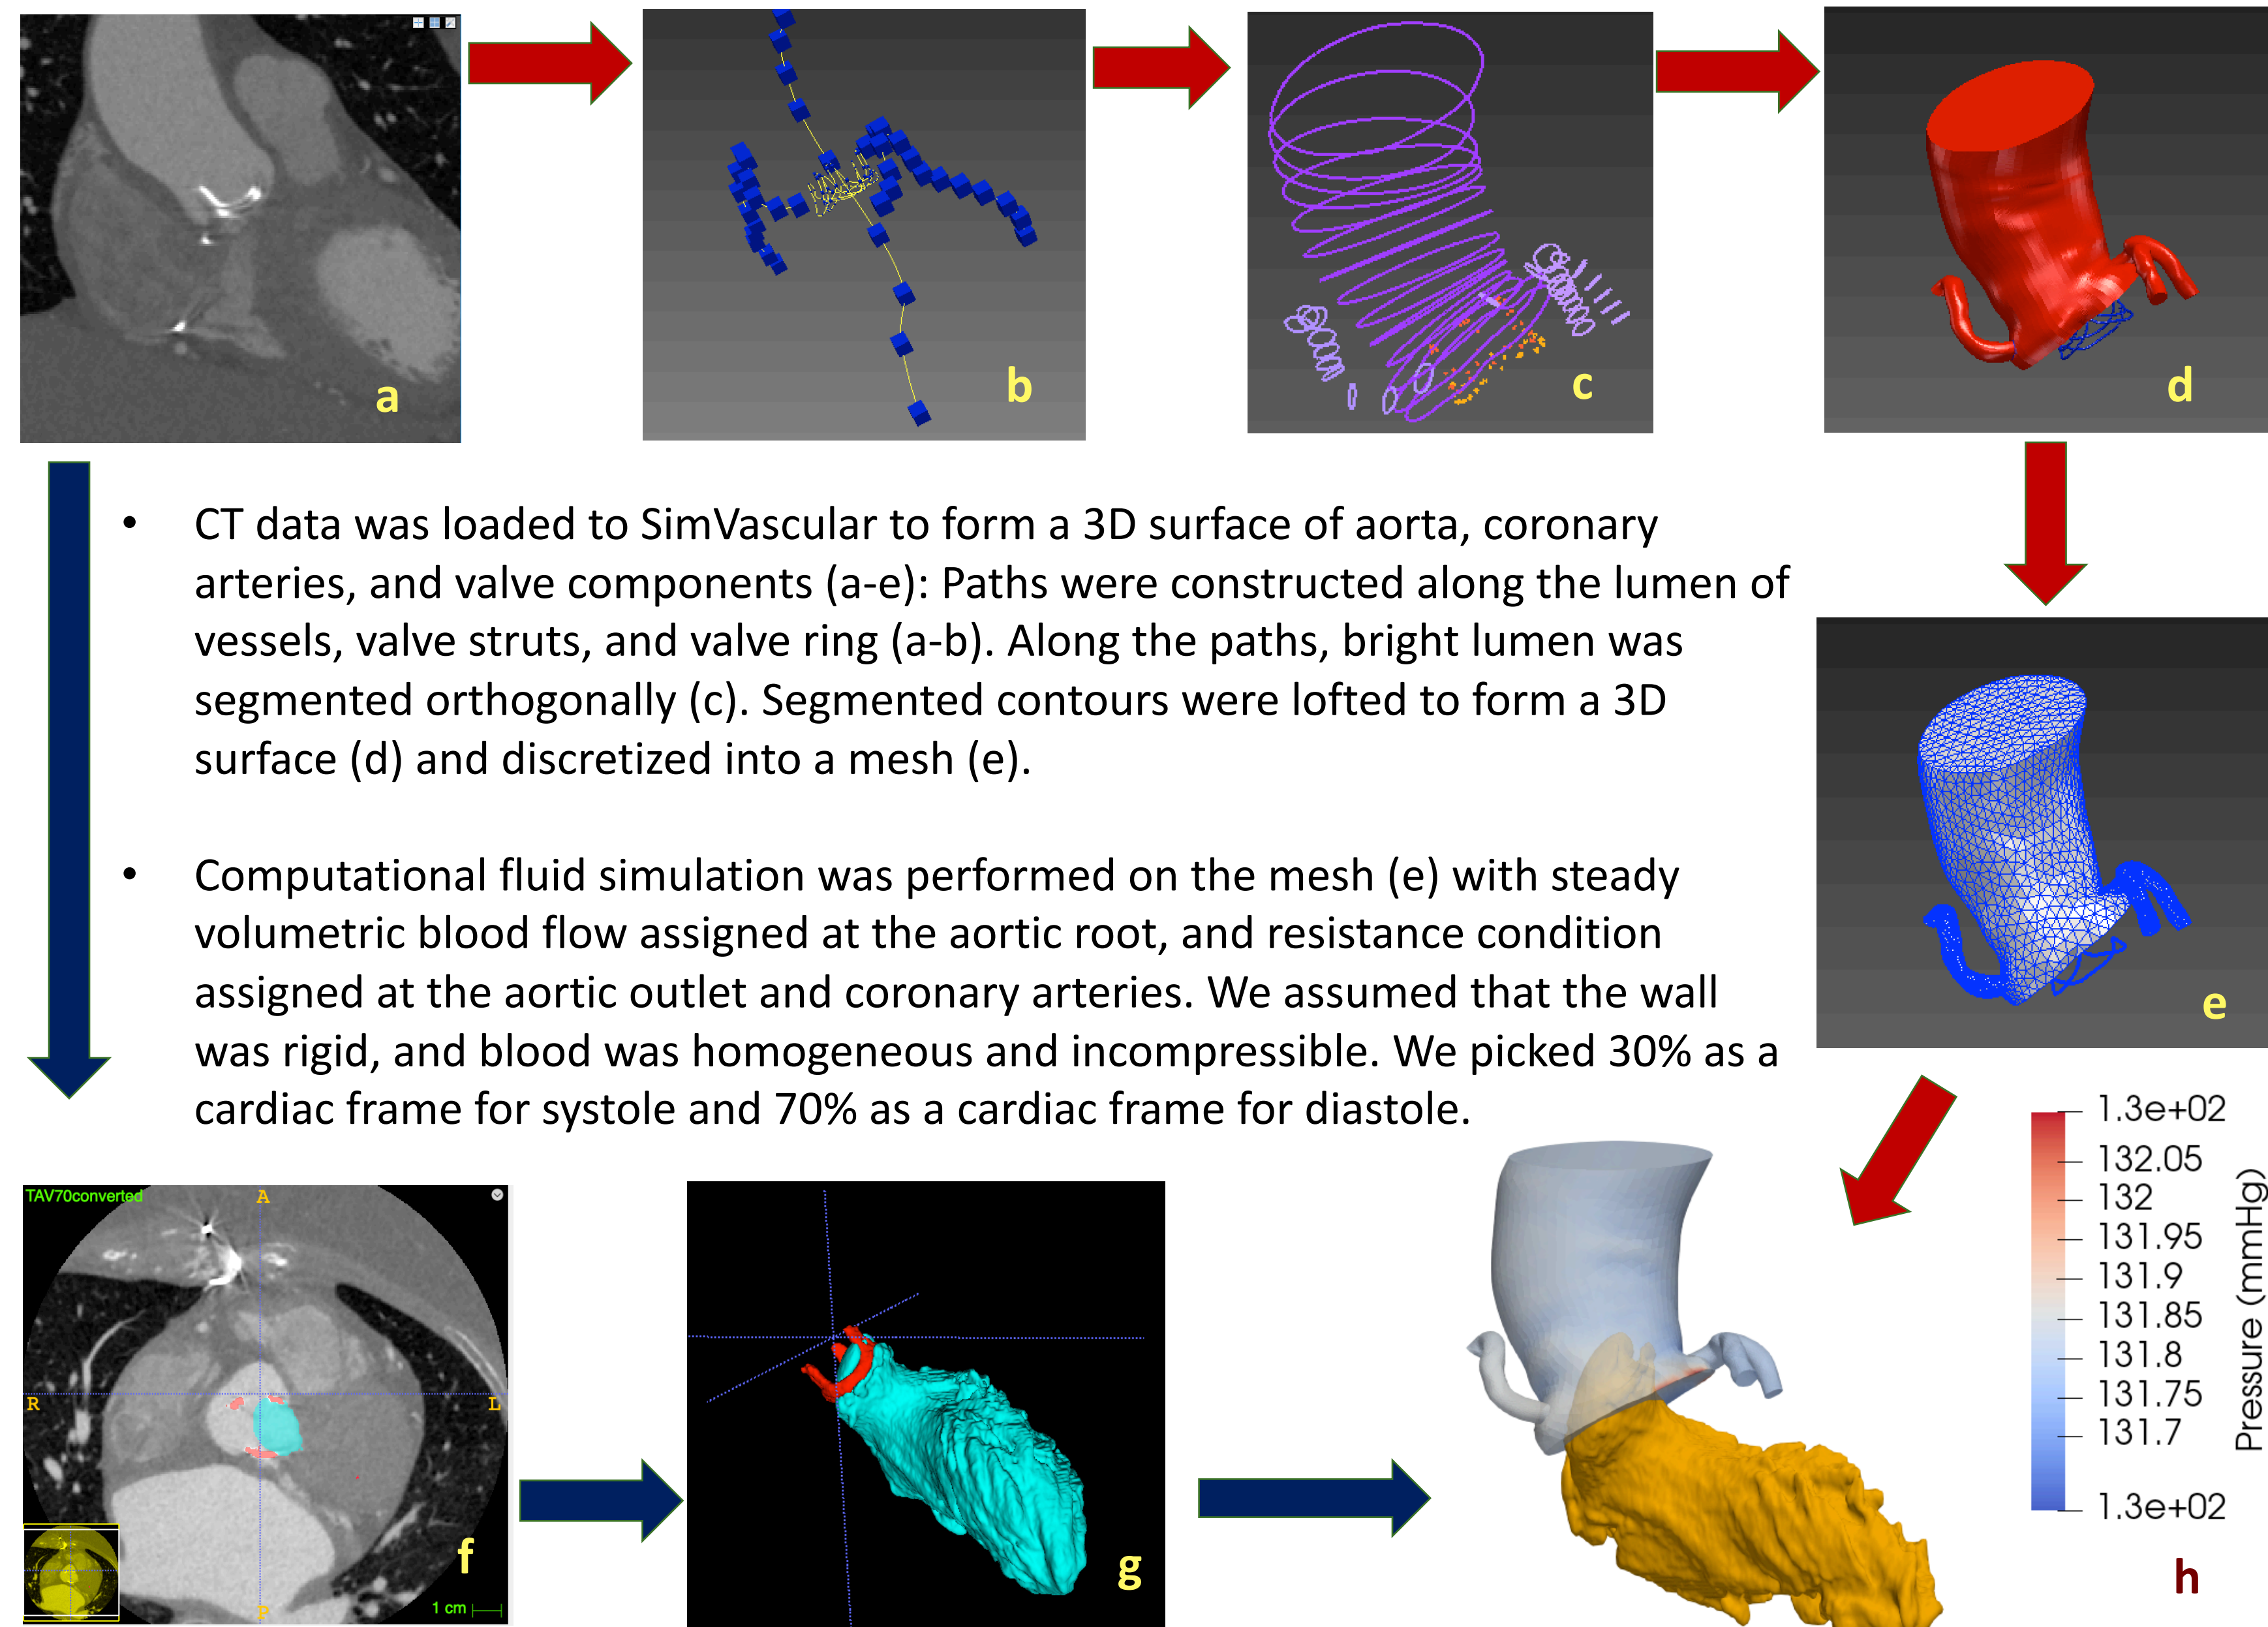 a
b
c
d
• CT data was loaded to SimVascular to form a 3D surface of aorta, coronary
arteries, and valve components (a-e): Paths were constructed along the lumen of
vessels, valve struts, and valve ring (a-b). Along the paths, bright lumen was
segmented orthogonally (c). Segmented contours were lofted to form a 3D
surface (d) and discretized into a mesh (e).
• Computational fluid simulation was performed on the mesh (e) with steady
volumetric blood flow assigned at the aortic root, and resistance condition
assigned at the aortic outlet and coronary arteries. We assumed that the wall
was rigid, and blood was homogeneous and incompressible. We picked 30% as a
cardiac frame for systole and 70% as a cardiac frame for diastole.
e
TAV70converted
A
R
L
P
1 cm
f
g
1.3e+02
132.05
132
131.95
131.9
131.85
131.8
131.75
131.7
1.3e+02
Pressure (mmHg)
h